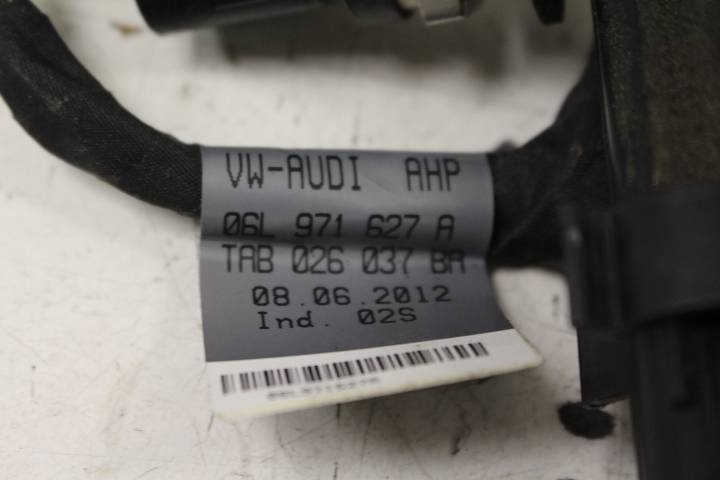 VW-AUDI AHP
06L 971 627 A
TAB 026 037 BA
08.06.2012
Ind. 02S